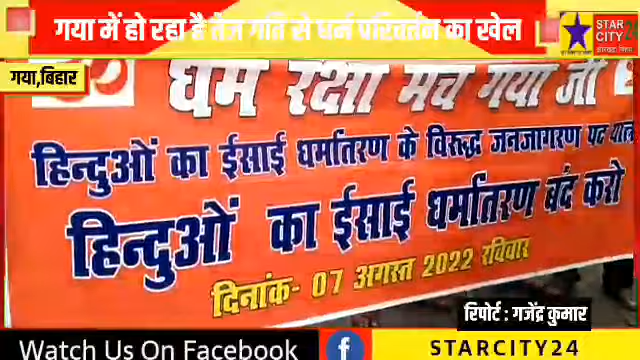 गया में हो रहा है तेज गति से धर्म परिवर्तन का खेल
STAR
CITY24
गया,बिहार
धर्म रक्षा मंच गया जी
हिन्दुओं का ईसाई धर्मातरण के विरूद्ध जनजागरण पद यात्रा
हिन्दुओं का ईसाई धर्मातरण बंद करो
दिनांक- 07 अगस्त 2022 रविवार
रिपोर्ट : गजेंद्र कुमार
Watch Us On Facebook
STARCITY24